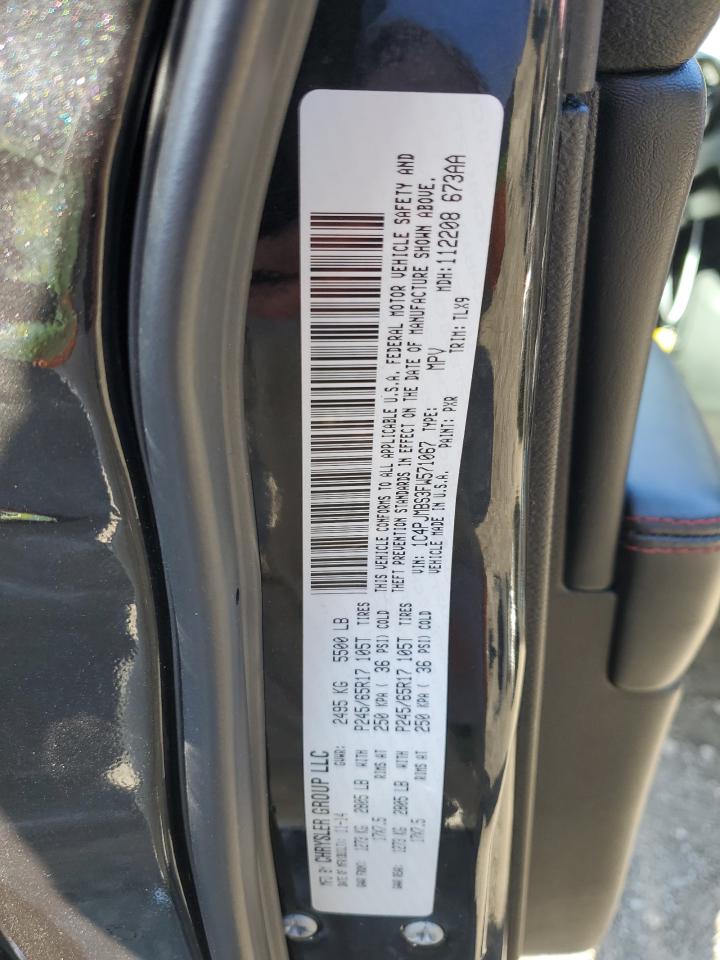 MFD BY CHRYSLER GROUP LLC
DATE OF MFR 11-14 GVWR: 2495 KG 5500 LB
GAWR FRONT: 1273 KG 2805 LB WITH P245/65R17 105T TIRES
17X7.5 RIMS AT 250 KPA ( 36 PSI) COLD
GAWR REAR: 1273 KG 2805 LB WITH P245/65R17 105T TIRES
17X7.5 RIMS AT 250 KPA ( 36 PSI) COLD
THIS VEHICLE CONFORMS TO ALL APPLICABLE U.S.A. FEDERAL MOTOR VEHICLE SAFETY AND
THEFT PREVENTION STANDARDS IN EFFECT ON THE DATE OF MANUFACTURE SHOWN ABOVE.
VIN: 1C4PJMBS3FW571067 TYPE: MPV MDH:112208 673AA
VEHICLE MADE IN U.S.A. PAINT: PXR TRIM: TLX9